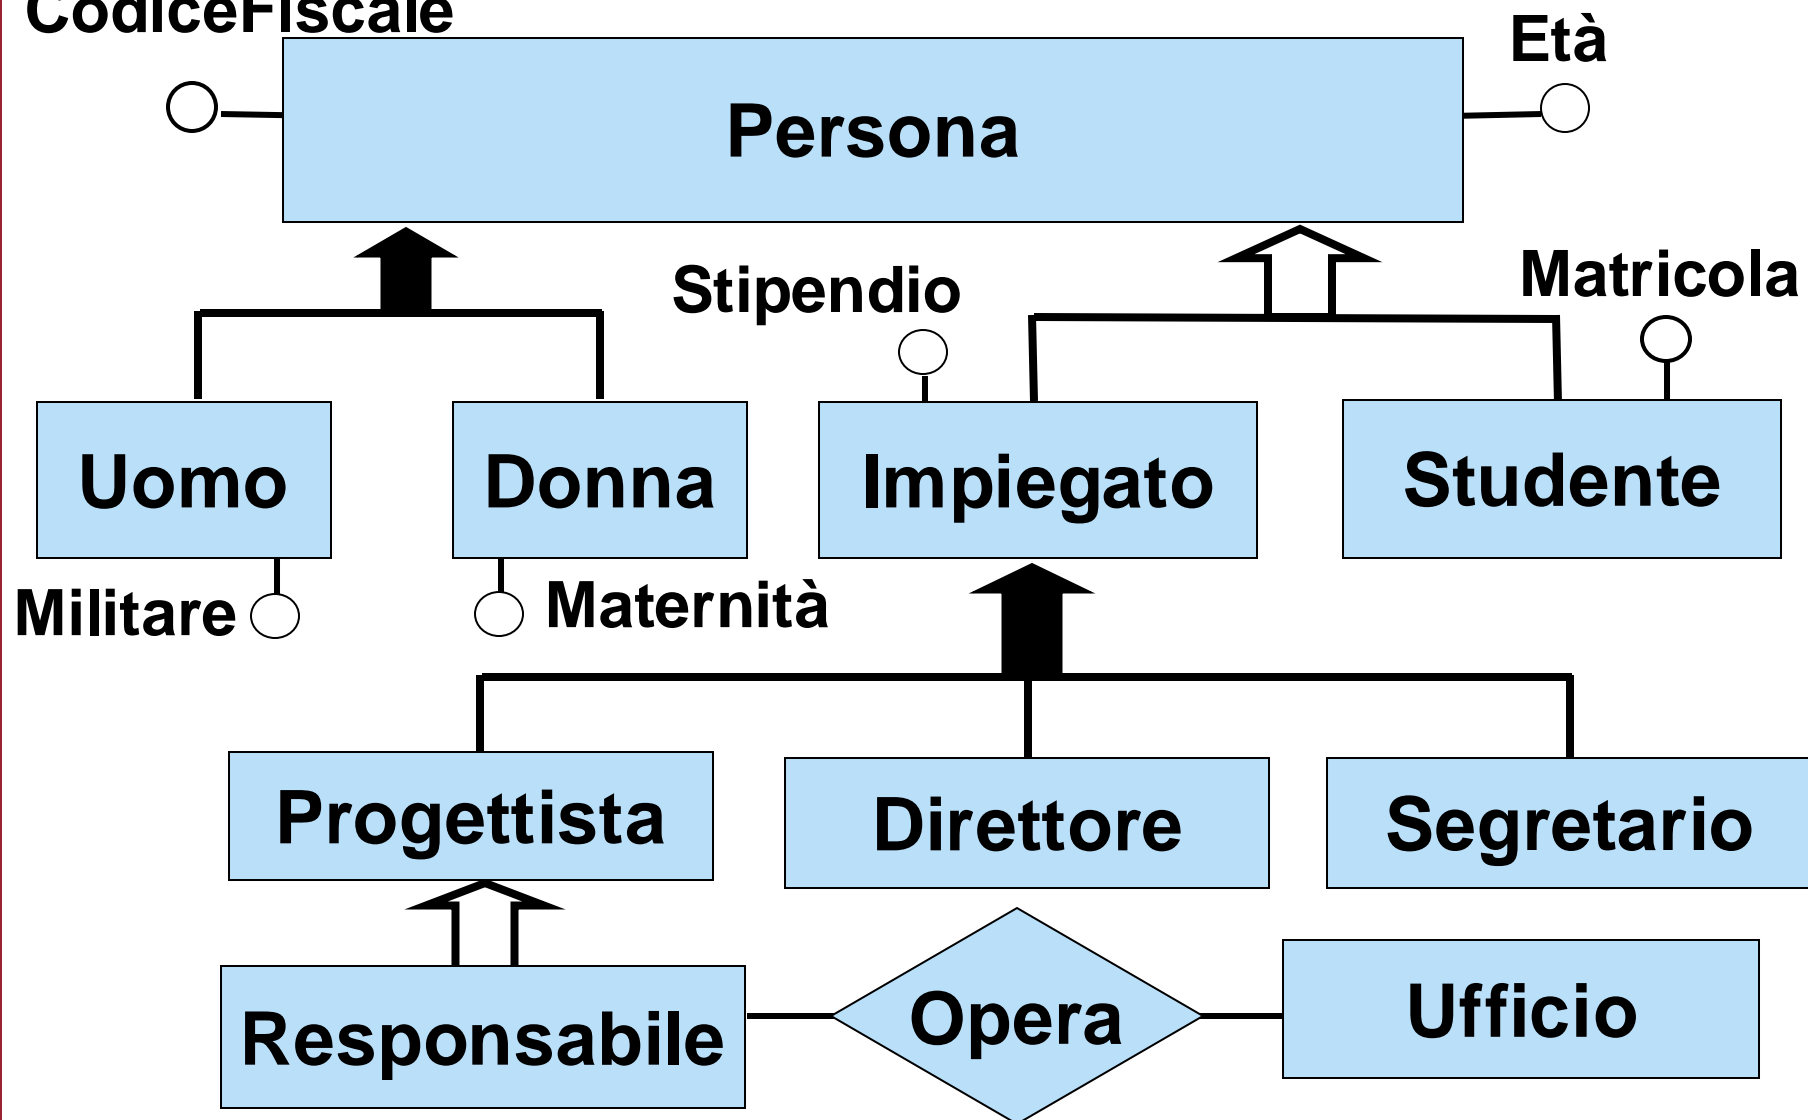 CodiceFiscale
Età
Persona
Stipendio
Matricola
Uomo
Donna
Impiegato
Studente
Militare
Maternità
Progettista
Direttore
Segretario
Responsabile
Opera
Ufficio